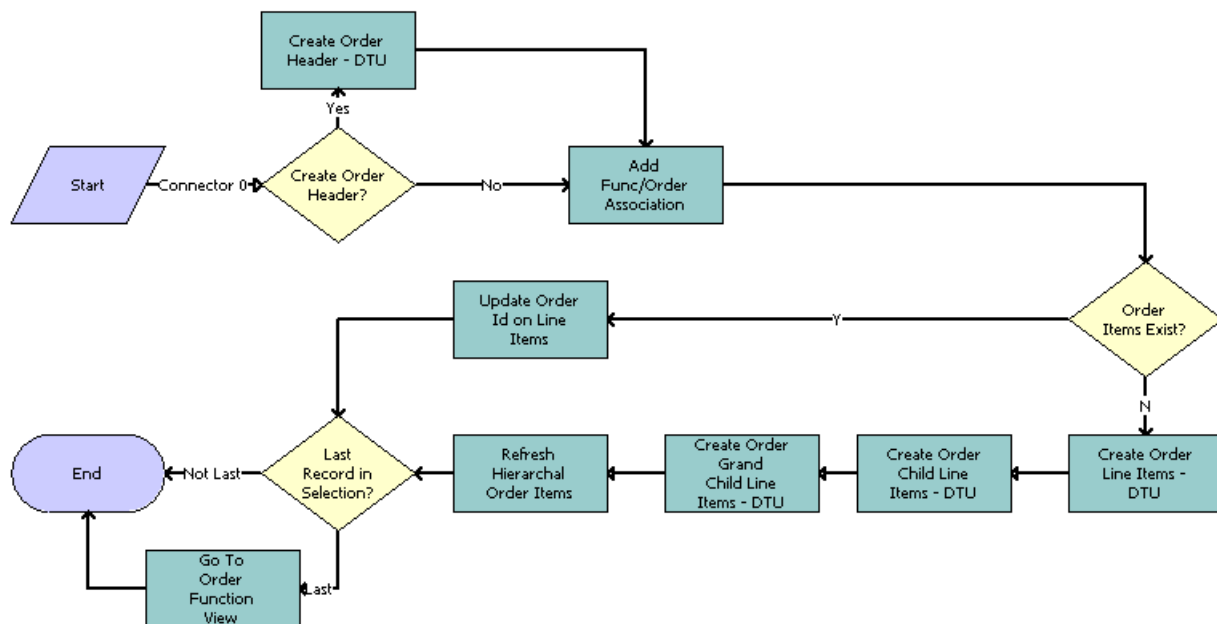 Create Order
Header - DTU
Yes
Start
Connector 0
Create Order
Header?
No
Add
Func/Order
Association
Update Order
Id on Line
Items
Y
Order
Items Exist?
N
End
Not Last
Last
Record in
Selection?
Refresh
Hierarchal
Order Items
Create Order
Grand
Child Line
Items - DTU
Create Order
Child Line
Items - DTU
Create Order
Line Items -
DTU
Go To
Order
Function
View
Last